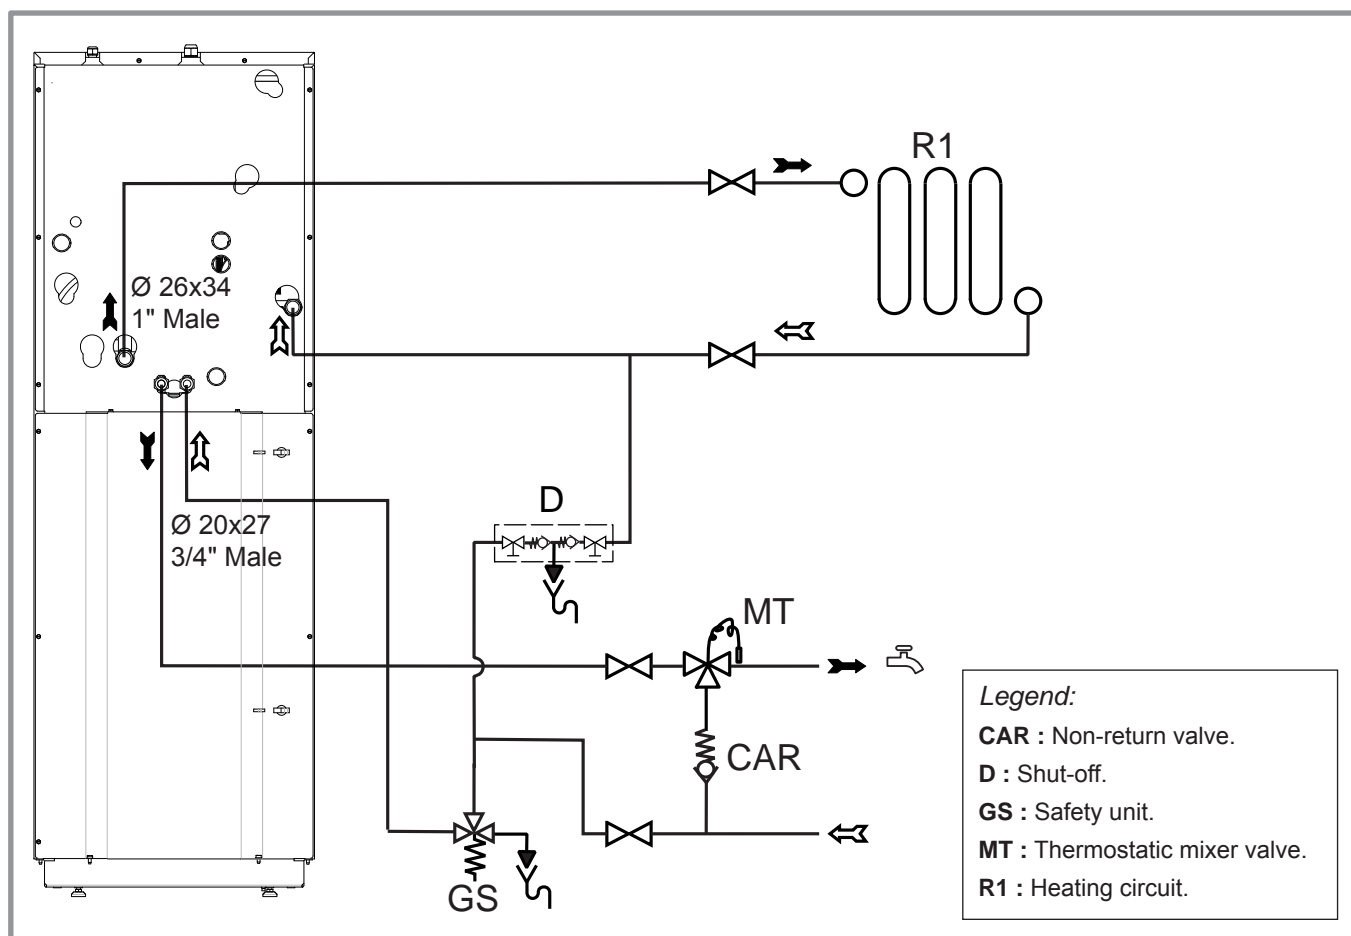 R1
Ø 26x34
1" Male
Ø 20x27
3/4" Male
D
MT
CAR
GS
Legend:
CAR : Non-return valve.
D : Shut-off.
GS : Safety unit.
MT : Thermostatic mixer valve.
R1 : Heating circuit.